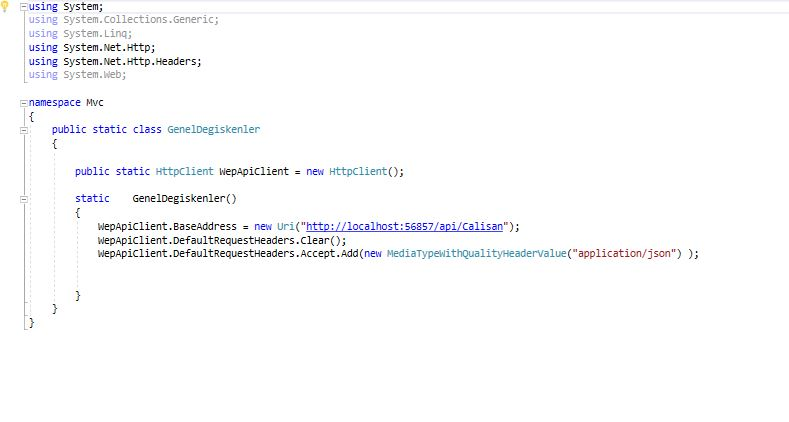 using System;
using System.Collections.Generic;
using System.Linq;
using System.Net.Http;
using System.Net.Http.Headers;
using System.Web;
namespace Mvc
{
public static class GenelDegiskenler
{
public static HttpClient WepApiClient = new HttpClient();
static GenelDegiskenler()
{
WepApiClient.BaseAddress = new Uri("http://localhost:56857/api/Calisan");
WepApiClient.DefaultRequestHeaders.Clear();
WepApiClient.DefaultRequestHeaders.Accept.Add(new MediaTypeWithQualityHeaderValue("application/json") );
}
}
}